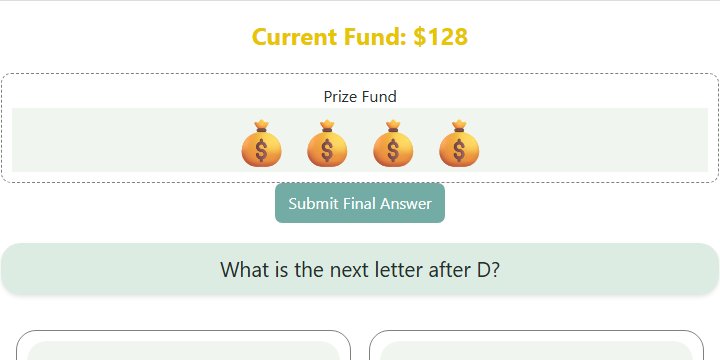 Current Fund: $128
Prize Fund
$ $ $ $
Submit Final Answer
What is the next letter after D?